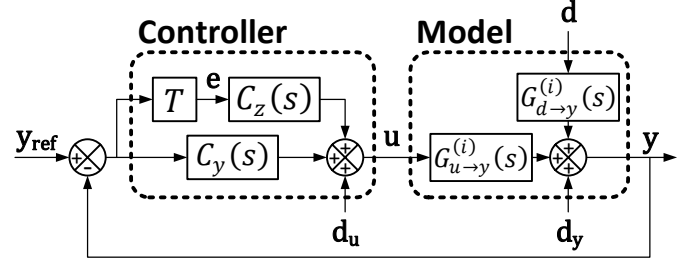 Controller
Model
d
T
e
C_z(s)
G_{d→y}^{(i)}(s)
y_ref
+
-
C_y(s)
+
+
+
u
G_{u→y}^{(i)}(s)
+
+
+
y
d_u
d_y